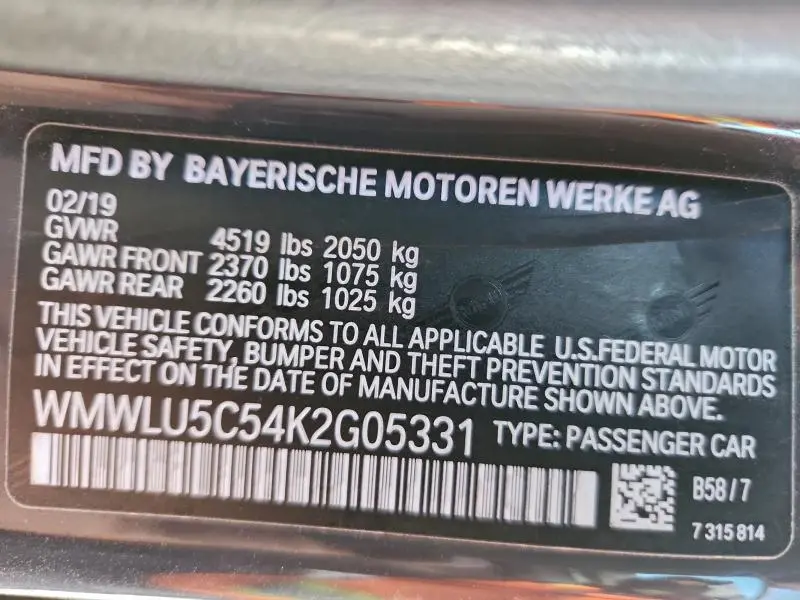 MFD BY BAYERISCHE MOTOREN WERKE AG
02/19
GVWR 4519 lbs 2050 kg
GAWR FRONT 2370 lbs 1075 kg
GAWR REAR 2260 lbs 1025 kg
THIS VEHICLE CONFORMS TO ALL APPLICABLE U.S.FEDERAL MOTOR
VEHICLE SAFETY, BUMPER AND THEFT PREVENTION STANDARDS
IN EFFECT ON THE DATE OF MANUFACTURE SHOWN ABOVE.
WMWLU5C54K2G05331 TYPE: PASSENGER CAR
B58/7
7 315 814